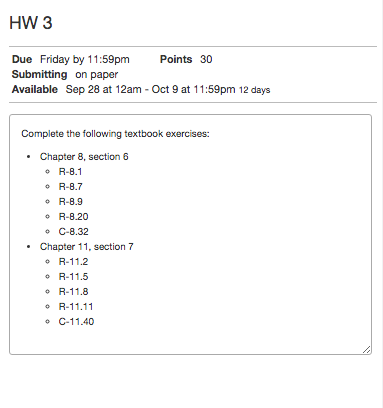 HW 3
Due Friday by 11:59pm Points 30
Submitting on paper
Available Sep 28 at 12am - Oct 9 at 11:59pm 12 days
Complete the following textbook exercises:
• Chapter 8, section 6
◦ R-8.1
◦ R-8.7
◦ R-8.9
◦ R-8.20
◦ C-8.32
• Chapter 11, section 7
◦ R-11.2
◦ R-11.5
◦ R-11.8
◦ R-11.11
◦ C-11.40